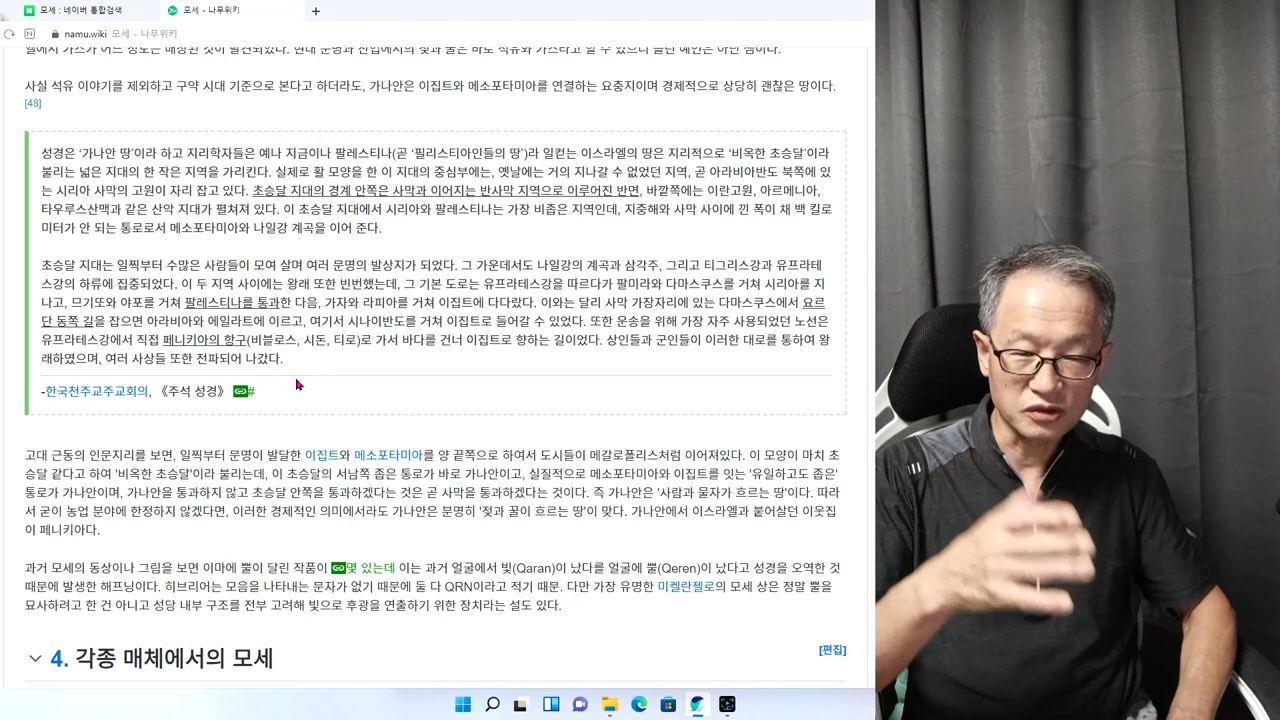 모세 : 네이버 통합검색
모세 - 나무위키
namu.wiki 모세 - 나무위키
사실 석유 이야기를 제외하고 구약 시대 기준으로 본다고 하더라도, 가나안은 이집트와 메소포타미아를 연결하는 요충지이며 경제적으로 상당히 괜찮은 땅이다.
[48]
성경은 '가나안 땅'이라 하고 지리학자들은 예나 지금이나 팔레스티나(곧 '필리스티아인들의 땅')라 일컫는 이스라엘의 땅은 지리적으로 '비옥한 초승달'이라
불리는 넓은 지대의 한 작은 지역을 가리킨다. 실제로 활 모양을 한 이 지대의 중심부에는, 옛날에는 거의 지나갈 수 없었던 지역, 곧 아라비아반도 북쪽에 있
는 시리아 사막의 고원이 자리 잡고 있다. 초승달 지대의 경계 안쪽은 사막과 이어지는 반사막 지역으로 이루어진 반면, 바깥쪽에는 이란고원, 아르메니아,
타우루스산맥과 같은 산악 지대가 펼쳐져 있다. 이 초승달 지대에서 시리아와 팔레스티나는 가장 비좁은 지역인데, 지중해와 사막 사이에 낀 폭이 채 백 킬로
미터가 안 되는 통로로서 메소포타미아와 나일강 계곡을 이어 준다.
초승달 지대는 일찍부터 수많은 사람들이 모여 살며 여러 문명의 발상지가 되었다. 그 가운데서도 나일강의 계곡과 삼각주, 그리고 티그리스강과 유프라테
스강의 하류에 집중되었다. 이 두 지역 사이에는 왕래 또한 빈번했는데, 그 기본 도로는 유프라테스강을 따르다가 팔미라와 다마스쿠스를 거쳐 시리아를 지
나고, 므기또와 야포를 거쳐 팔레스티나를 통과한 다음, 가자와 라피아를 거쳐 이집트에 다다랐다. 이와는 달리 사막 가장자리에 있는 다마스쿠스에서 요르
단 동쪽 길을 잡으면 아라비아와 에일라트에 이르고, 여기서 시나이반도를 거쳐 이집트로 들어갈 수 있었다. 또한 운송을 위해 가장 자주 사용되었던 노선은
유프라테스강에서 직접 페니키아의 항구(비블로스, 시돈, 티로)로 가서 바다를 건너 이집트로 향하는 길이었다. 상인들과 군인들이 이러한 대로를 통하여 왕
래하였으며, 여러 사상들 또한 전파되어 나갔다.
-한국천주교주교회의, 《주석 성경》 #
고대 근동의 인문지리를 보면, 일찍부터 문명이 발달한 이집트와 메소포타미아를 양 끝쪽으로 하여서 도시들이 메갈로폴리스처럼 이어져있다. 이 모양이 마치 초
승달 같다고 하여 '비옥한 초승달'이라 불리는데, 이 초승달의 서남쪽 좁은 통로가 바로 가나안이고, 실질적으로 메소포타미아와 이집트를 잇는 '유일하고도 좁은'
통로가 가나안이며, 가나안을 통과하지 않고 초승달 안쪽을 통과하겠다는 것은 곧 사막을 통과하겠다는 것이다. 즉 가나안은 '사람과 물자가 흐르는 땅'이다. 따라
서 굳이 농업 분야에 한정하지 않겠다면, 이러한 경제적인 의미에서라도 가나안은 분명히 '젖과 꿀이 흐르는 땅'이 맞다. 가나안에서 이스라엘과 붙어살던 이웃집
이 페니키아다.
과거 모세의 동상이나 그림을 보면 이마에 뿔이 달린 작품이 몇 있는데 이는 과거 얼굴에서 빛(Qaran)이 났다를 얼굴에 뿔(Qeren)이 났다고 성경을 오역한 것
때문에 발생한 해프닝이다. 히브리어는 모음을 나타내는 문자가 없기 때문에 둘 다 QRN이라고 적기 때문. 다만 가장 유명한 미켈란젤로의 모세 상은 정말 뿔을
묘사하려고 한 건 아니고 성당 내부 구조를 전부 고려해 빛으로 후광을 연출하기 위한 장치라는 설도 있다.
4. 각종 매체에서의 모세
[편집]